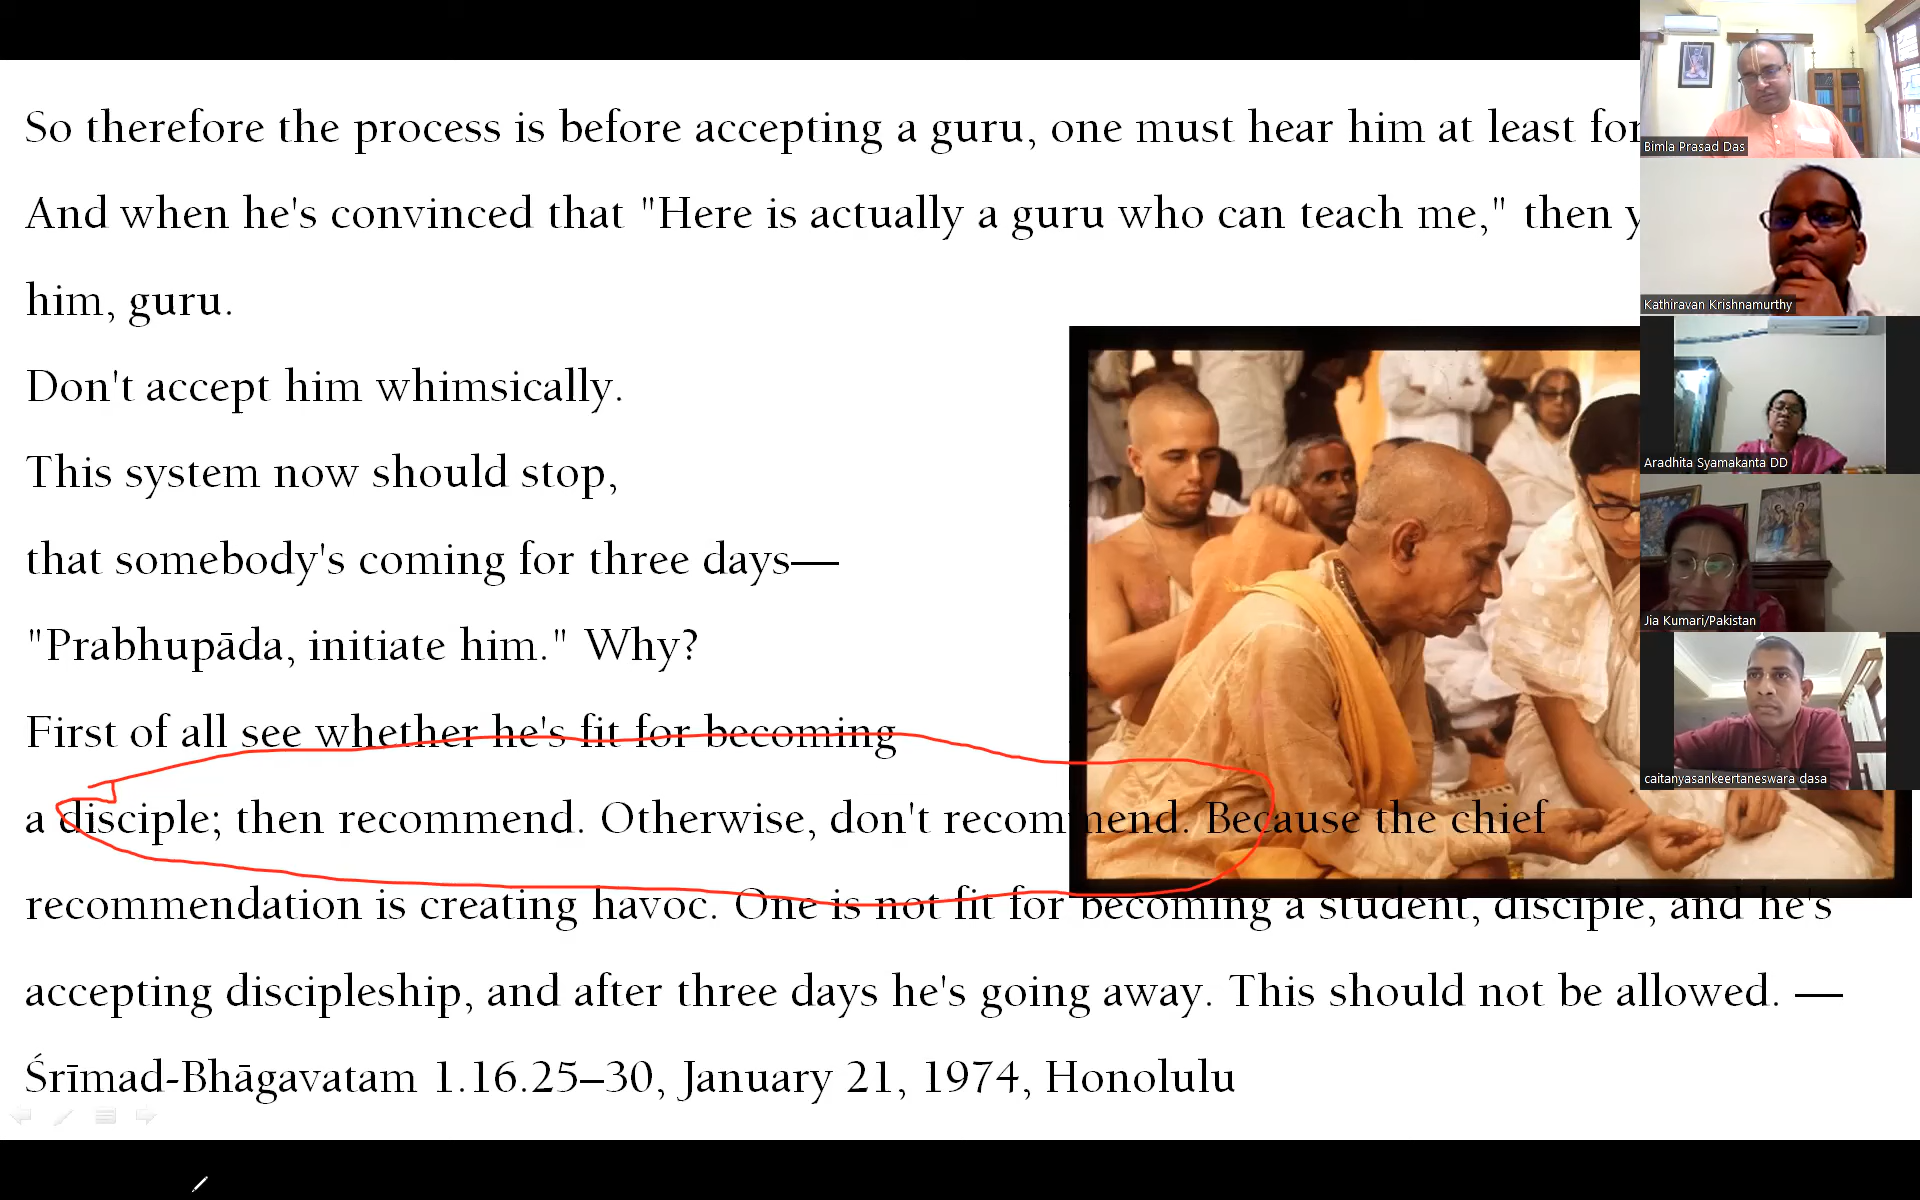 So therefore the process is before accepting a guru, one must hear him at least for
And when he's convinced that "Here is actually a guru who can teach me," then
him, guru.
Don't accept him whimsically.
This system now should stop,
that somebody's coming for three days—
"Prabhupāda, initiate him." Why?
First of all see whether he's fit for becoming
a disciple; then recommend. Otherwise, don't recommend. Because the chief
recommendation is creating havoc. One is not fit for becoming a student, disciple, and he's
accepting discipleship, and after three days he's going away. This should not be allowed. —
Śrīmad-Bhāgavatam 1.16.25–30, January 21, 1974, Honolulu
Bimla Prasad Das
Kathiravan Krishnamurthy
Aradhita Syamakanta DD
Jia Kumari/Pakistan
caitanyasankeertaneswara dasa